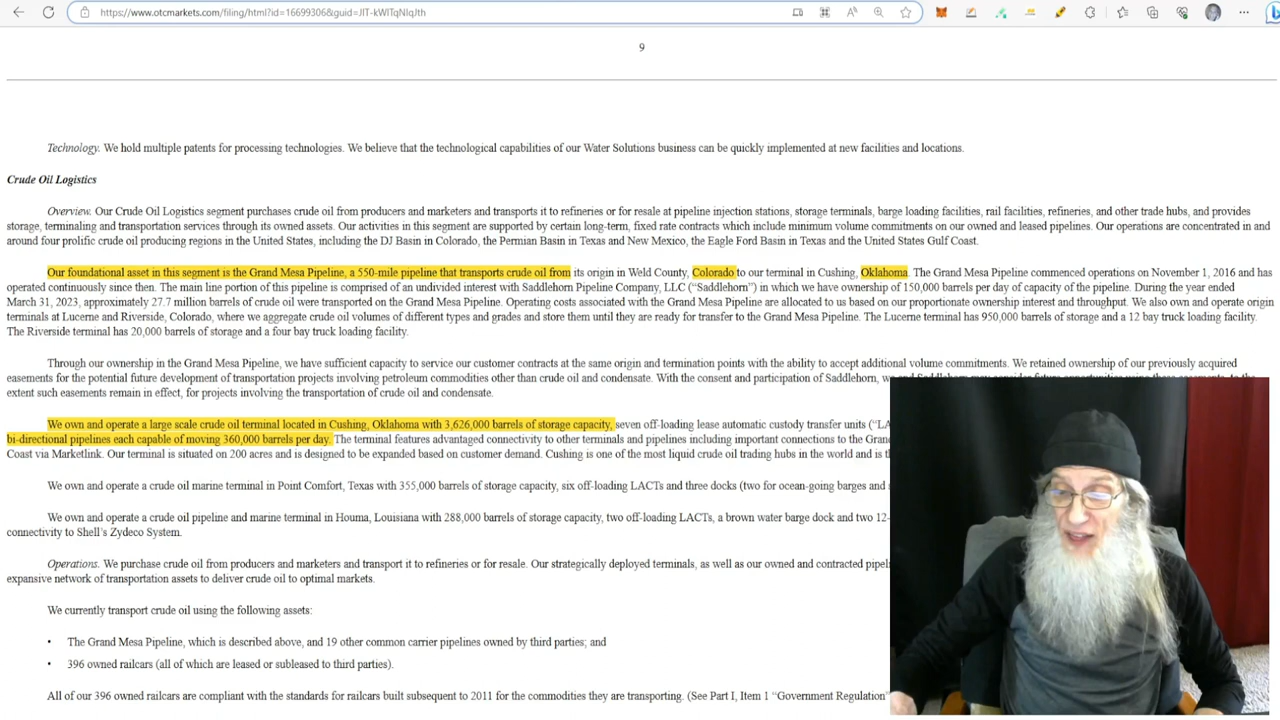 https://www.otcmarkets.com/filing/html?id=16699306&guid=JIT-kWlTqNIqJth
9
Technology. We hold multiple patents for processing technologies. We believe that the technological capabilities of our Water Solutions business can be quickly implemented at new facilities and locations.
Crude Oil Logistics
Overview. Our Crude Oil Logistics segment purchases crude oil from producers and marketers and transports it to refineries or for resale at pipeline injection stations, storage terminals, barge loading facilities, rail facilities, refineries, and other trade hubs, and provides
storage, terminaling and transportation services through its owned assets. Our activities in this segment are supported by certain long-term, fixed rate contracts which include minimum volume commitments on our owned and leased pipelines. Our operations are concentrated in and
around four prolific crude oil producing regions in the United States, including the DJ Basin in Colorado, the Permian Basin in Texas and New Mexico, the Eagle Ford Basin in Texas and the United States Gulf Coast.
Our foundational asset in this segment is the Grand Mesa Pipeline, a 550-mile pipeline that transports crude oil from its origin in Weld County, Colorado to our terminal in Cushing, Oklahoma. The Grand Mesa Pipeline commenced operations on November 1, 2016 and has
operated continuously since then. The main line portion of this pipeline is comprised of an undivided interest with Saddlehorn Pipeline Company, LLC ("Saddlehorn") in which we have ownership of 150,000 barrels per day of capacity of the pipeline. During the year ended
March 31, 2023, approximately 27.7 million barrels of crude oil were transported on the Grand Mesa Pipeline. Operating costs associated with the Grand Mesa Pipeline are allocated to us based on our proportionate ownership interest and throughput. We also own and operate origin
terminals at Lucerne and Riverside, Colorado, where we aggregate crude oil volumes of different types and grades and store them until they are ready for transfer to the Grand Mesa Pipeline. The Lucerne terminal has 950,000 barrels of storage and a 12 bay truck loading facility.
The Riverside terminal has 20,000 barrels of storage and a four bay truck loading facility.
Through our ownership in the Grand Mesa Pipeline, we have sufficient capacity to service our customer contracts at the same origin and termination points with the ability to accept additional volume commitments. We retained ownership of our previously acquired
easements for the potential future development of transportation projects involving petroleum commodities other than crude oil and condensate. With the consent and participation of Saddlehorn, we
extent such easements remain in effect, for projects involving the transportation of crude oil and condensate.
We own and operate a large scale crude oil terminal located in Cushing, Oklahoma with 3,626,000 barrels of storage capacity, seven off-loading lease automatic custody transfer units ("LA
bi-directional pipelines each capable of moving 360,000 barrels per day. The terminal features advantaged connectivity to other terminals and pipelines including important connections to the Gran
Coast via Marketlink. Our terminal is situated on 200 acres and is designed to be expanded based on customer demand. Cushing is one of the most liquid crude oil trading hubs in the world and is t
We own and operate a crude oil marine terminal in Point Comfort, Texas with 355,000 barrels of storage capacity, six off-loading LACTs and three docks (two for ocean-going barges and
We own and operate a crude oil pipeline and marine terminal in Houma, Louisiana with 288,000 barrels of storage capacity, two off-loading LACTs, a brown water barge dock and two 12-
connectivity to Shell's Zydeco System.
Operations. We purchase crude oil from producers and marketers and transport it to refineries or for resale. Our strategically deployed terminals, as well as our owned and contracted pipel
expansive network of transportation assets to deliver crude oil to optimal markets.
We currently transport crude oil using the following assets:
• The Grand Mesa Pipeline, which is described above, and 19 other common carrier pipelines owned by third parties; and
• 396 owned railcars (all of which are leased or subleased to third parties).
All of our 396 owned railcars are compliant with the standards for railcars built subsequent to 2011 for the commodities they are transporting. (See Part I, Item 1 "Government Regulation"